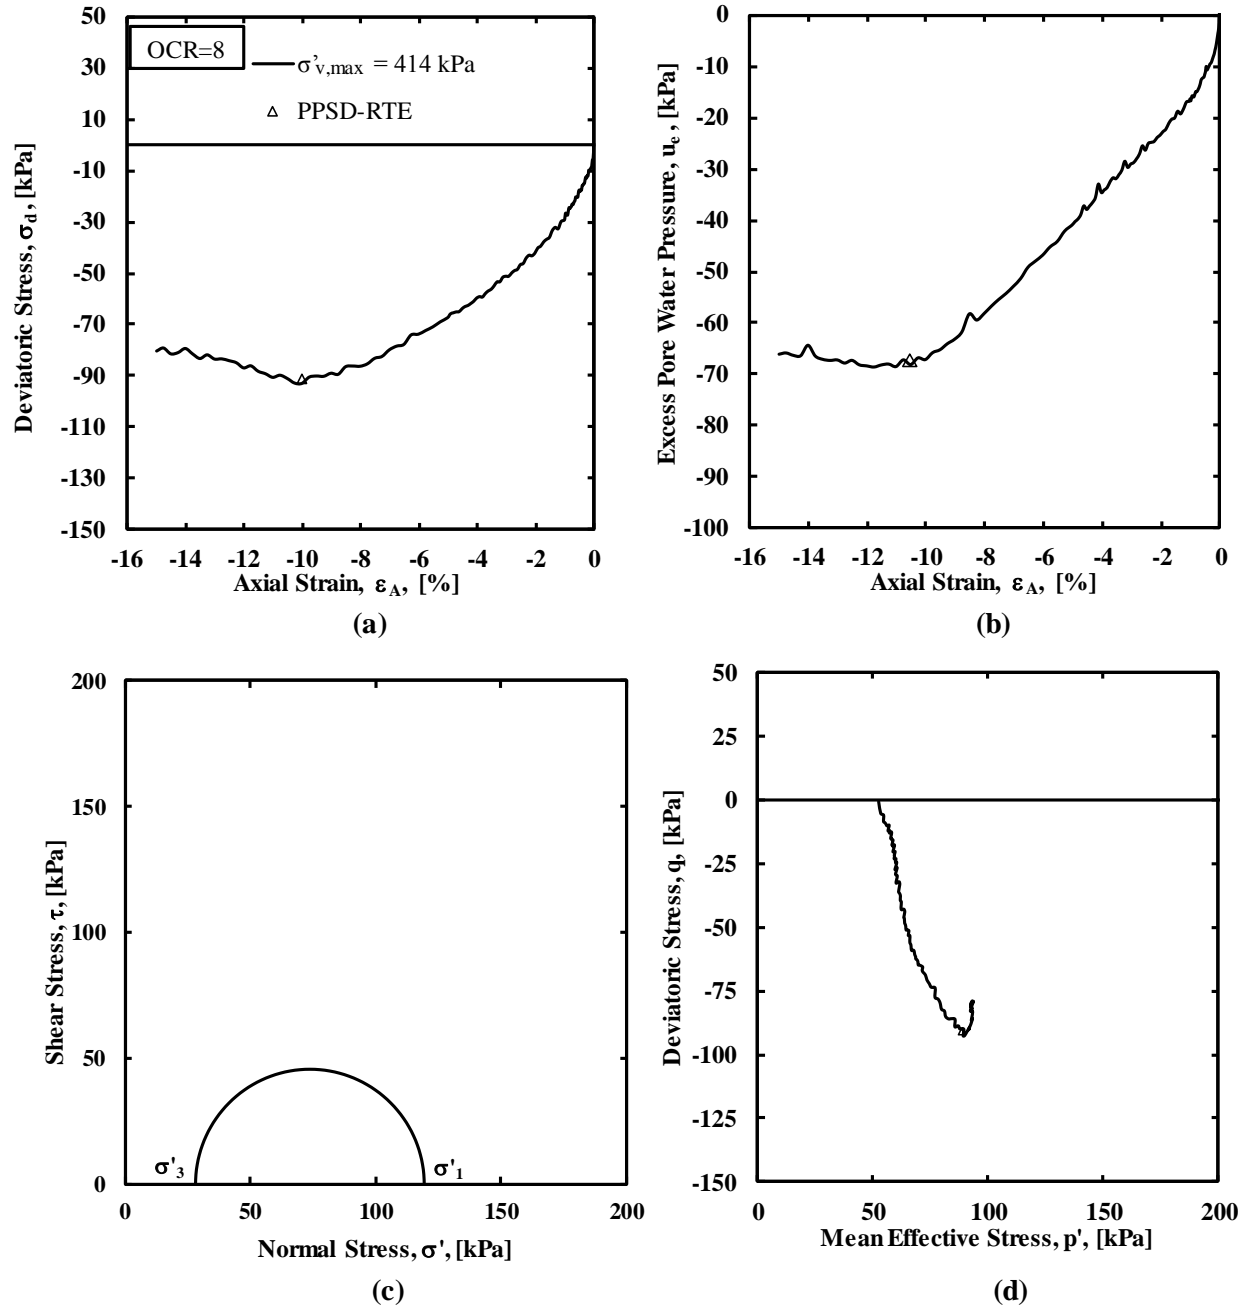 OCR=8
σ'v,max = 414 kPa
PPSD-RTE
50
30
10
-10
-30
-50
-70
-90
-110
-130
-150
Deviatoric Stress, σd, [kPa]
-16 -14 -12 -10 -8 -6 -4 -2 0
Axial Strain, εA, [%]
(a)
0
-10
-20
-30
-40
-50
-60
-70
-80
-90
-100
Excess Pore Water Pressure, ue, [kPa]
-16 -14 -12 -10 -8 -6 -4 -2 0
Axial Strain, εA, [%]
(b)
200
150
100
50
0
Shear Stress, τ, [kPa]
σ'3
σ'1
0 50 100 150 200
Normal Stress, σ', [kPa]
(c)
50
25
0
-25
-50
-75
-100
-125
-150
Deviatoric Stress, q, [kPa]
0 50 100 150 200
Mean Effective Stress, p', [kPa]
(d)